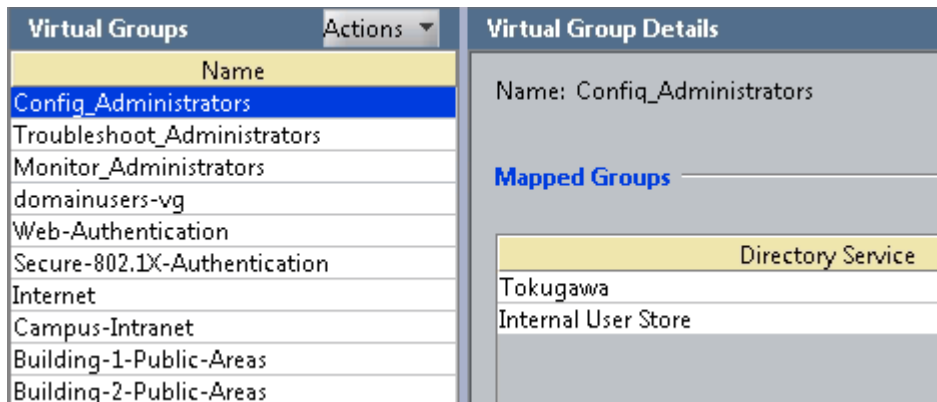 Virtual Groups
Actions
Name
Config_Administrators
Troubleshoot_Administrators
Monitor_Administrators
domainusers-vg
Web-Authentication
Secure-802.1X-Authentication
Internet
Campus-Intranet
Building-1-Public-Areas
Building-2-Public-Areas
Virtual Group Details
Name: Config_Administrators
Mapped Groups
Directory Service
Tokugawa
Internal User Store